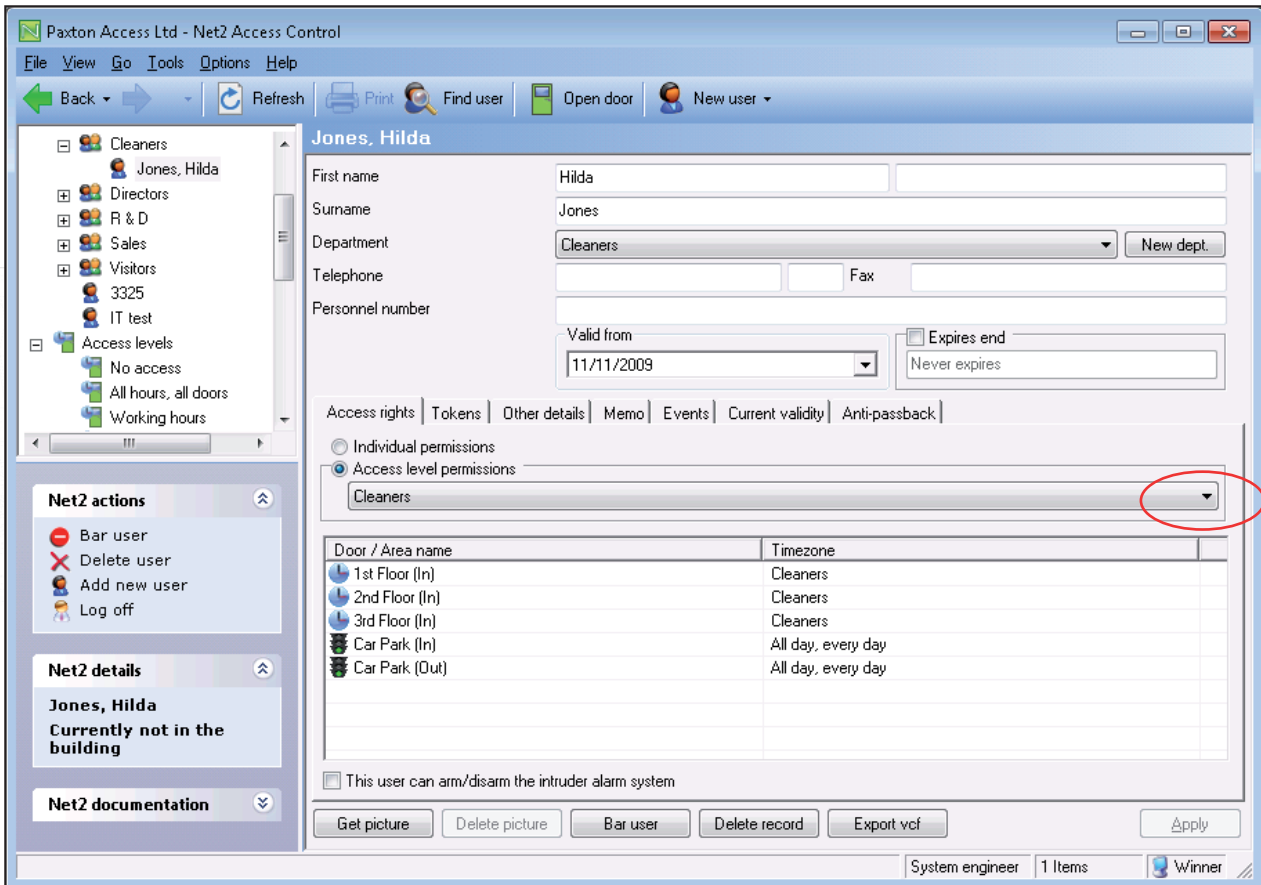 Paxton Access Ltd - Net2 Access Control
File View Go Tools Options Help
Back Refresh Print Find user Open door New user
Cleaners
Jones, Hilda
Directors
R & D
Sales
Visitors
3325
IT test
Access levels
No access
All hours, all doors
Working hours
Net2 actions
Bar user
Delete user
Add new user
Log off
Net2 details
Jones, Hilda
Currently not in the
building
Net2 documentation
Jones, Hilda
First name Hilda
Surname Jones
Department Cleaners New dept.
Telephone Fax
Personnel number
Valid from Expires end
11/11/2009 Never expires
Access rights Tokens Other details Memo Events Current validity Anti-passback
Individual permissions
Access level permissions
Cleaners
Door / Area name Timezone
1st Floor (In) Cleaners
2nd Floor (In) Cleaners
3rd Floor (In) Cleaners
Car Park (In) All day, every day
Car Park (Out) All day, every day
This user can arm/disarm the intruder alarm system
Get picture Delete picture Bar user Delete record Export vcf Apply
System engineer 1 Items Winner